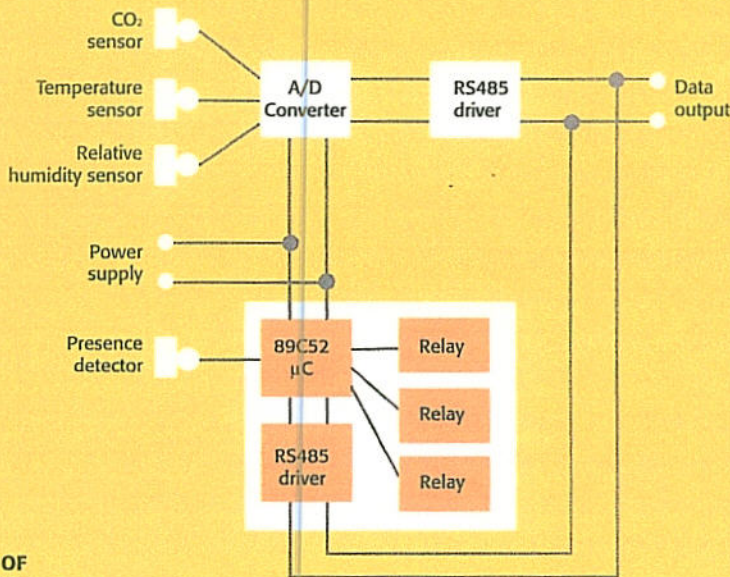 CO₂
sensor
Temperature
sensor
Relative
humidity sensor
A/D
Converter
RS485
driver
Data
output
Power
supply
Presence
detector
89C52
µC
Relay
Relay
Relay
RS485
driver
OF